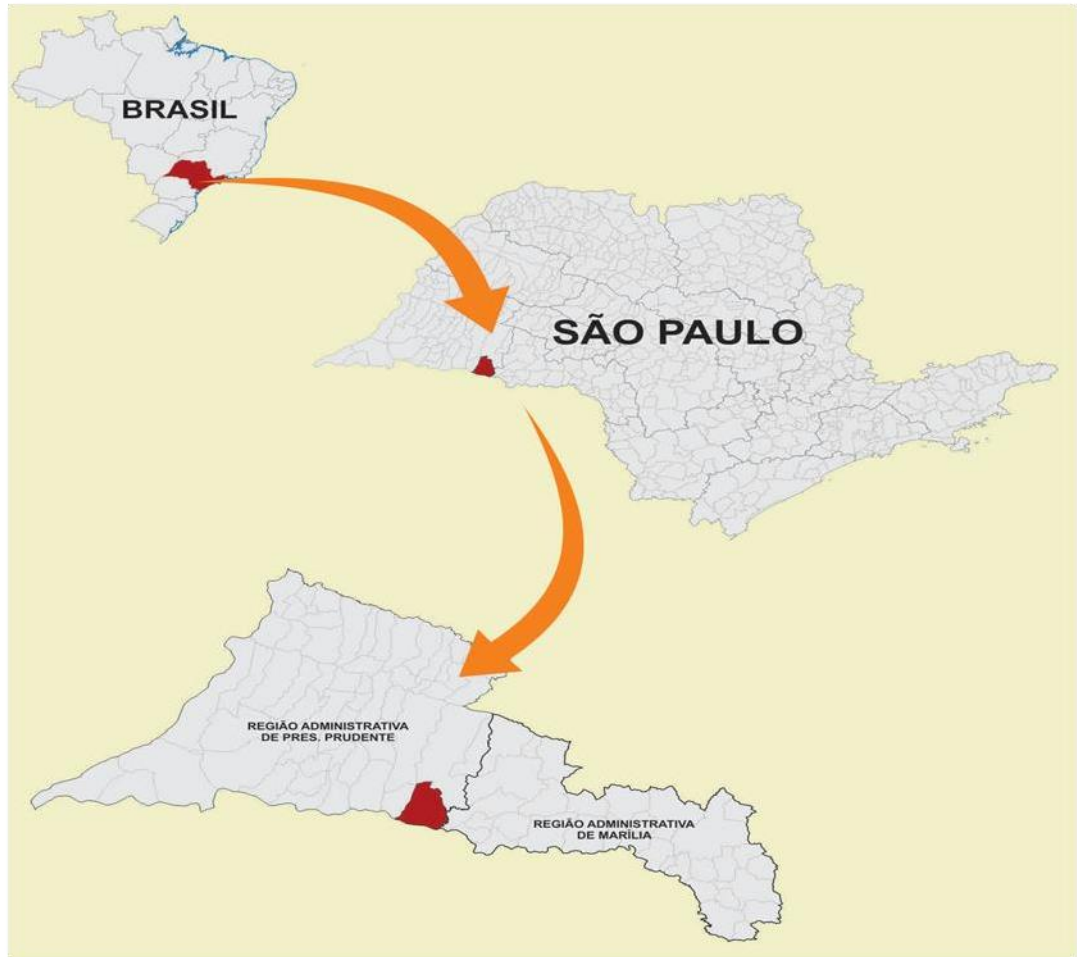 BRASIL
SÃO PAULO
REGIÃO ADMINISTRATIVA
DE PRES. PRUDENTE
REGIÃO ADMINISTRATIVA
DE MARÍLIA